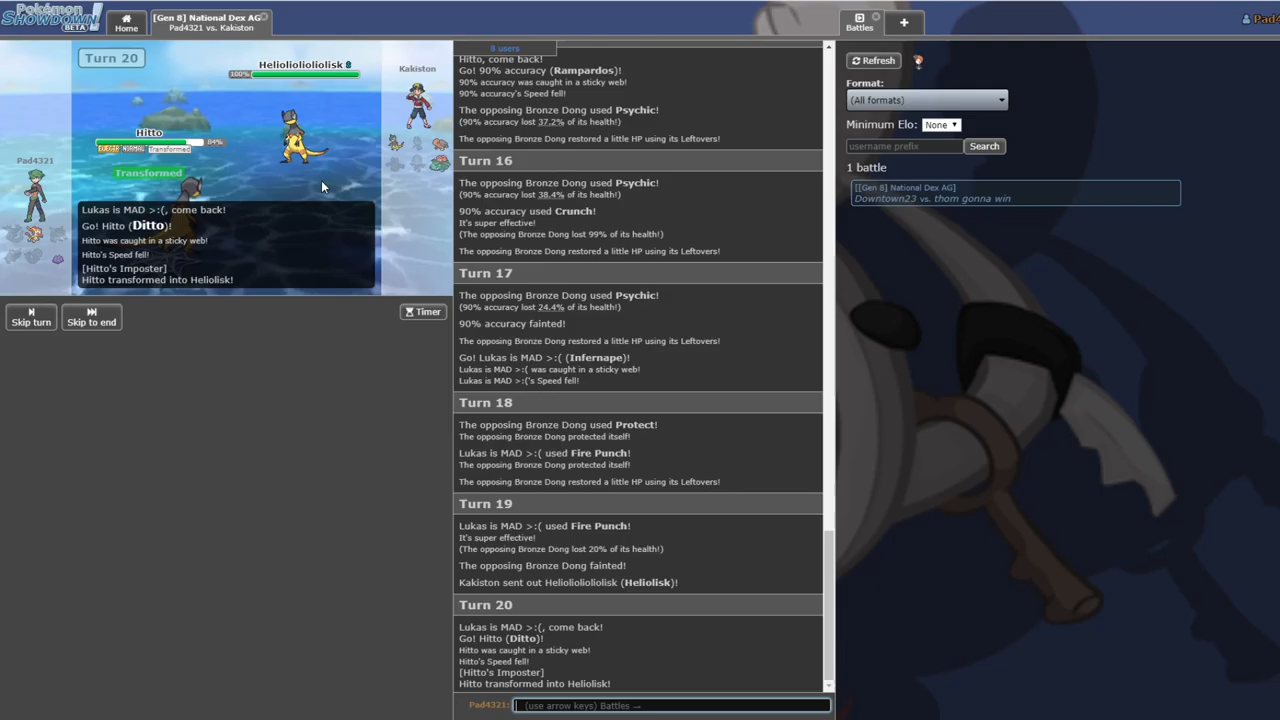 Pokémon
SHOWDOWN!
BETA
Home
[Gen 8] National Dex AG
Pad4321 vs. Kakiston
Battles
+
Pad4
Turn 20
Helioliolioliolisk
100%
Kakiston
Hitto
84%
NORMAL Transformed
Pad4321
Transformed
Lukas is MAD >:(, come back!
Go! Hitto (Ditto)!
Hitto was caught in a sticky web!
Hitto's Speed fell!
[Hitto's Imposter]
Hitto transformed into Heliolisk!
Skip turn
Skip to end
Timer
8 users
Hitto, come back!
Go! 90% accuracy (Rampardos)!
90% accuracy was caught in a sticky web!
90% accuracy's Speed fell!
The opposing Bronze Dong used Psychic!
(90% accuracy lost 37.2% of its health!)
The opposing Bronze Dong restored a little HP using its Leftovers!
Turn 16
The opposing Bronze Dong used Psychic!
(90% accuracy lost 38.4% of its health!)
90% accuracy used Crunch!
It's super effective!
(The opposing Bronze Dong lost 99% of its health!)
The opposing Bronze Dong restored a little HP using its Leftovers!
Turn 17
The opposing Bronze Dong used Psychic!
(90% accuracy lost 24.4% of its health!)
90% accuracy fainted!
The opposing Bronze Dong restored a little HP using its Leftovers!
Go! Lukas is MAD >:( (Infernape)!
Lukas is MAD >:( was caught in a sticky web!
Lukas is MAD >:('s Speed fell!
Turn 18
The opposing Bronze Dong used Protect!
The opposing Bronze Dong protected itself!
Lukas is MAD >:( used Fire Punch!
The opposing Bronze Dong protected itself!
The opposing Bronze Dong restored a little HP using its Leftovers!
Turn 19
Lukas is MAD >:( used Fire Punch!
It's super effective!
(The opposing Bronze Dong lost 20% of its health!)
The opposing Bronze Dong fainted!
Kakiston sent out Helioliolioliolisk (Heliolisk)!
Turn 20
Lukas is MAD >:(, come back!
Go! Hitto (Ditto)!
Hitto was caught in a sticky web!
Hitto's Speed fell!
[Hitto's Imposter]
Hitto transformed into Heliolisk!
Pad4321:
(use arrow keys) Battles →
Refresh
Format:
(All formats)
Minimum Elo: None
username prefix
Search
1 battle
[[Gen 8] National Dex AG]
Downtown23 vs. thom gonna win